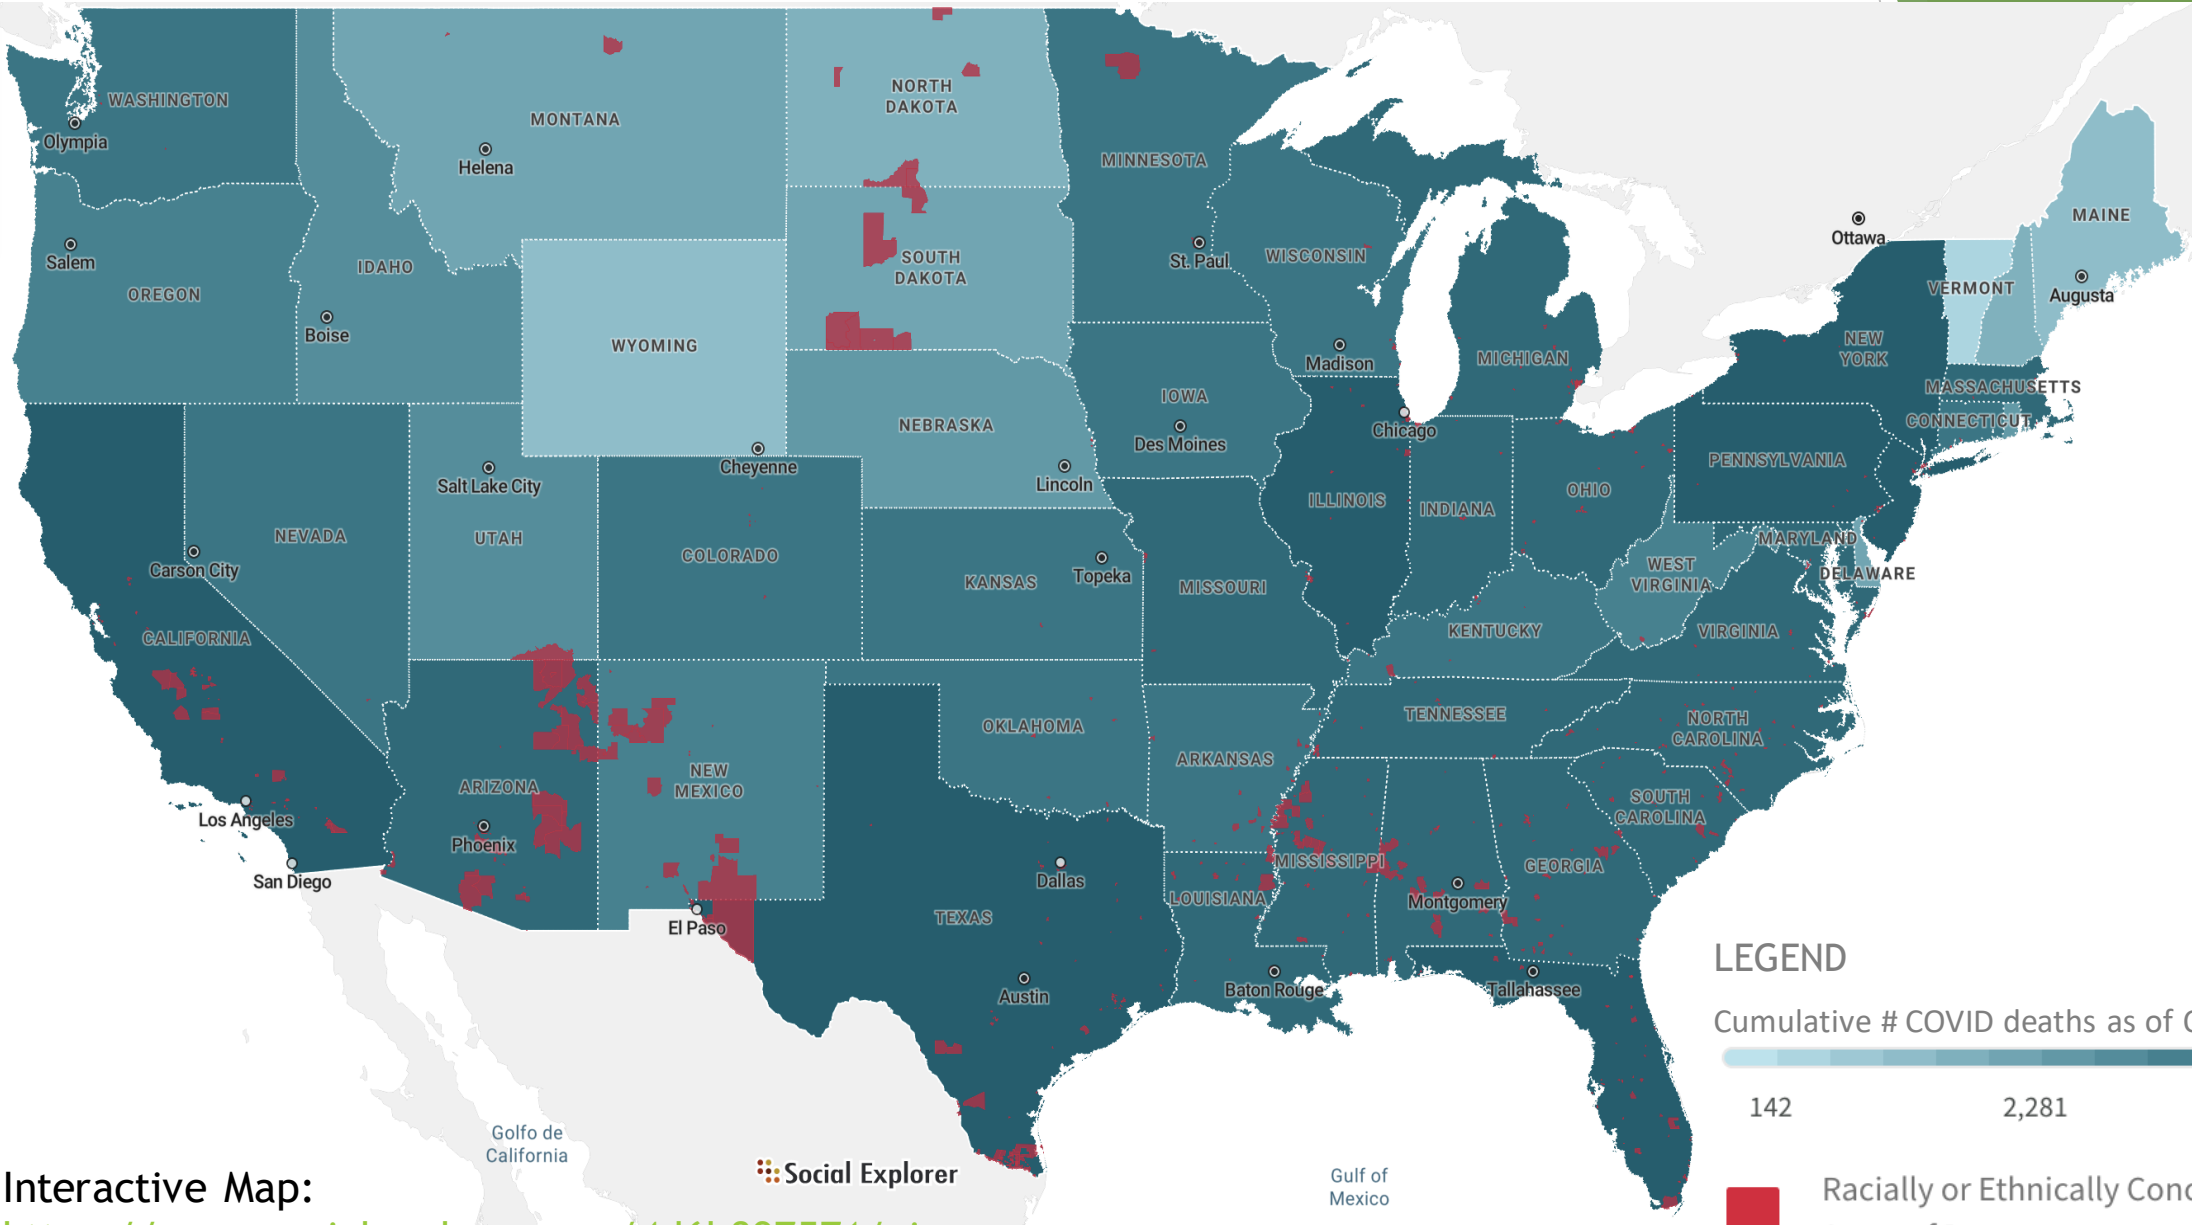 WASHINGTON
Olympia
MONTANA
Helena
NORTH
DAKOTA
MINNESOTA
St. Paul
WISCONSIN
Madison
MICHIGAN
Ottawa
MAINE
Augusta
VERMONT
NEW
YORK
MASSACHUSETTS
CONNECTICUT
Salem
OREGON
IDAHO
Boise
WYOMING
Cheyenne
SOUTH
DAKOTA
NEBRASKA
Lincoln
IOWA
Des Moines
Chicago
ILLINOIS
INDIANA
OHIO
PENNSYLVANIA
MARYLAND
DELAWARE
WEST
VIRGINIA
VIRGINIA
Salt Lake City
NEVADA
UTAH
Carson City
CALIFORNIA
COLORADO
KANSAS
Topeka
MISSOURI
KENTUCKY
TENNESSEE
NORTH
CAROLINA
SOUTH
CAROLINA
Los Angeles
San Diego
ARIZONA
Phoenix
NEW
MEXICO
El Paso
OKLAHOMA
ARKANSAS
TEXAS
Dallas
Austin
LOUISIANA
Baton Rouge
MISSISSIPPI
Montgomery
GEORGIA
Tallahassee
Golfo de
California
Gulf of
Mexico
Social Explorer
LEGEND
Cumulative # COVID deaths as of
142 2,281
Racially or Ethnically
Interactive Map: